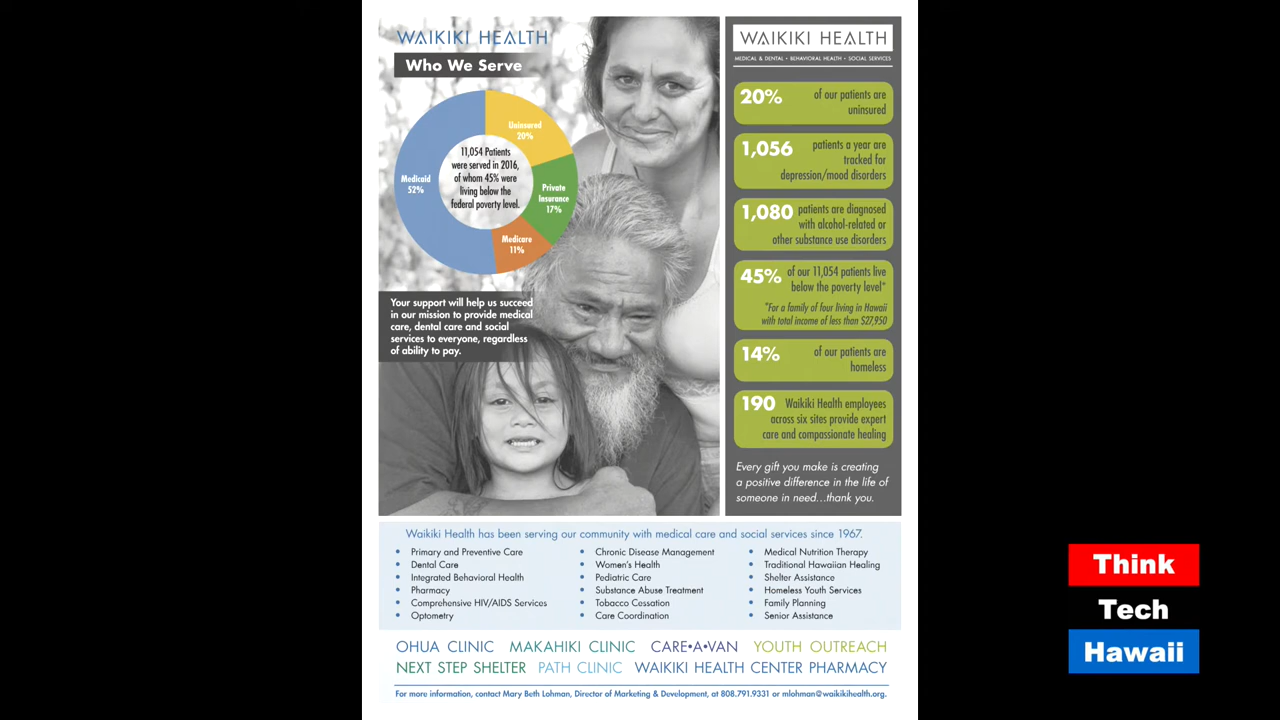 WAIKIKI HEALTH
Who We Serve
Uninsured
20%
11,054 Patients
were served in 2016,
of whom 45% were
living below the
federal poverty level.
Medicaid
52%
Private
Insurance
17%
Medicare
11%
Your support will help us succeed
in our mission to provide medical
care, dental care and social
services to everyone, regardless
of ability to pay.
WAIKIKI HEALTH
MEDICAL & DENTAL • BEHAVIORAL HEALTH • SOCIAL SERVICES
20% of our patients are
uninsured
1,056 patients a year are
tracked for
depression/mood disorders
1,080 patients are diagnosed
with alcohol-related or
other substance use disorders
45% of our 11,054 patients live
below the poverty level*
*For a family of four living in Hawaii
with total income of less than $27,950
14% of our patients are
homeless
190 Waikiki Health employees
across six sites provide expert
care and compassionate healing
Every gift you make is creating
a positive difference in the life of
someone in need...thank you.
Waikiki Health has been serving our community with medical care and social services since 1967.
• Primary and Preventive Care
• Dental Care
• Integrated Behavioral Health
• Pharmacy
• Comprehensive HIV/AIDS Services
• Optometry
• Chronic Disease Management
• Women's Health
• Pediatric Care
• Substance Abuse Treatment
• Tobacco Cessation
• Care Coordination
• Medical Nutrition Therapy
• Traditional Hawaiian Healing
• Shelter Assistance
• Homeless Youth Services
• Family Planning
• Senior Assistance
OHUA CLINIC MAKAHIKI CLINIC CARE•A•VAN YOUTH OUTREACH
NEXT STEP SHELTER PATH CLINIC WAIKIKI HEALTH CENTER PHARMACY
For more information, contact Mary Beth Lohman, Director of Marketing & Development, at 808.791.9331 or mlohman@waikikihealth.org.
Think
Tech
Hawaii